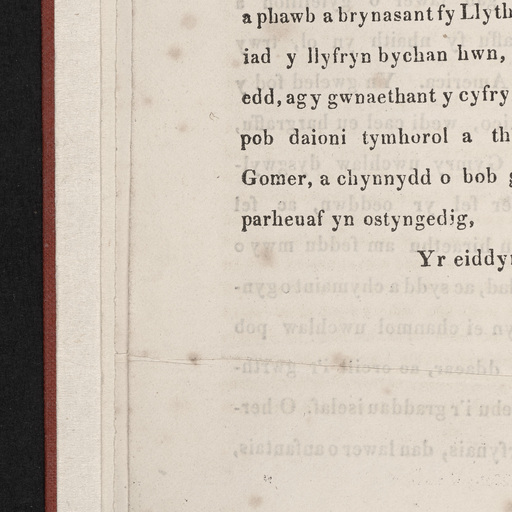 a phawb a brynasant fy Llyth
iad y llyfryn bychan hwn,
edd, ag y gwnaethant y cyfry
pob daioni tymhorol a th
Gomer, a chynnydd o bob
parheuaf yn ostyngedig,
Yr eiddy